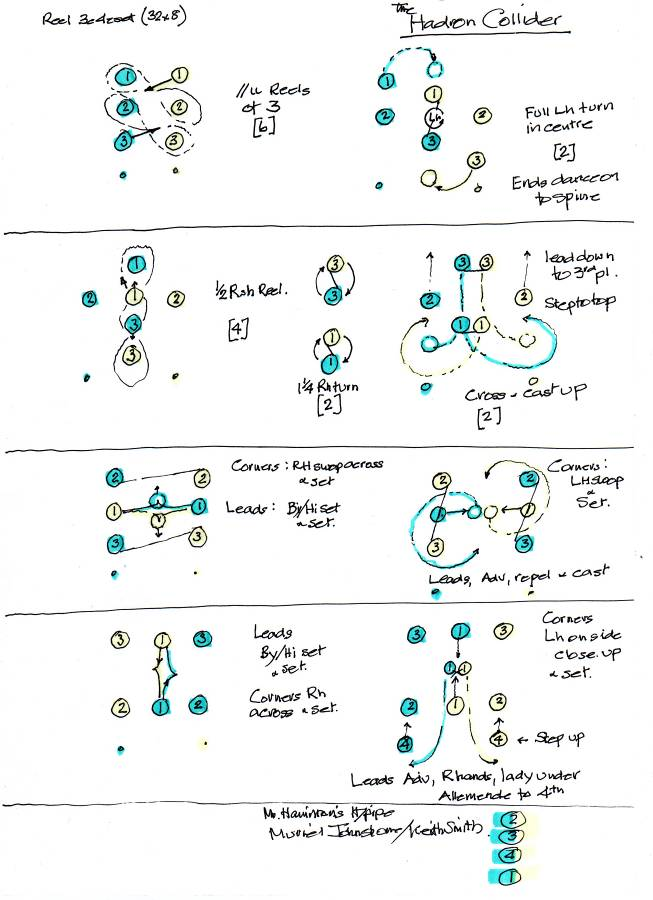 Reel 3c4cset (32x8)
the
Hadron Collider
1 1
2 2
3 3
//ll Reels
of 3
[6]
1
1
2 Lh 2
3
3
Full Lh turn
in centre
[2]
Ends dance on
to spine
1
2 1 2
3
3
½ Rsh Reel.
[4]
3
3
1
1
1¼ Rh turn
[2]
3 3
2 2
1 1
lead down
to 3rd pl.
Step to top
Cross & cast up
[2]
2 2
1 1
3 3
Corners: RH swap across
& set
Leads: By/Hi set
& set.
2 2
1 1
3 3
Corners:
LH
&
Set.
Leads, Adv, repel & cast
3 1 3
2 1 2
Leads
By/Hi set
& set.
Corners Rh
across & set.
3 1 3
1 1
2 1 2
4 4
Corners
Lh on side
close up
& set.
← Step up
Leads Adv, Rhands, lady under
Allemande to 4th
Mr. Hamilton's H/pipe
Muriel Johnstone/Keith Smith.
2
3
4
1